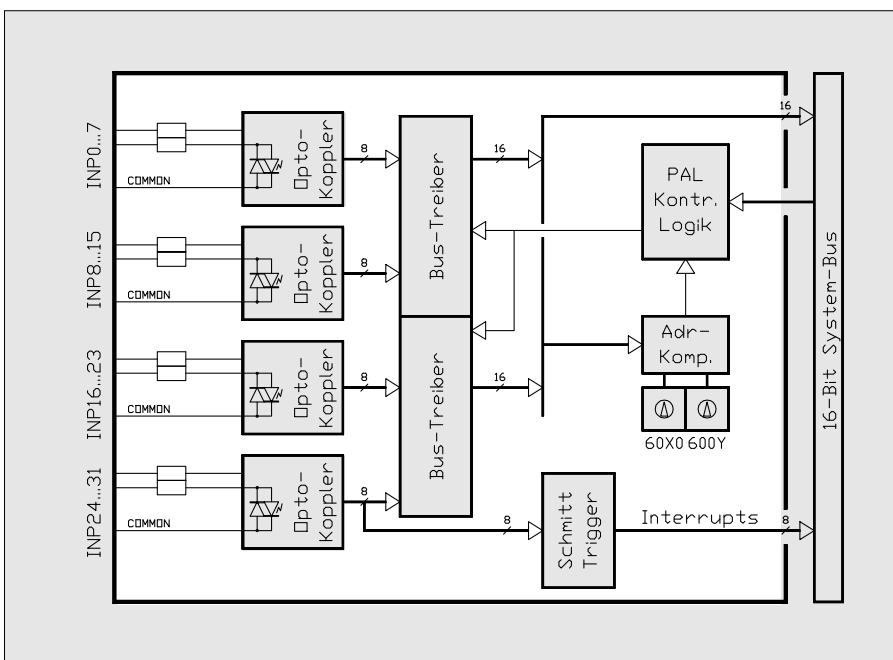 INP0...7
COMMON
Opto-
Koppler
8
INP8...15
COMMON
Opto-
Koppler
8
INP16...23
COMMON
Opto-
Koppler
8
INP24...31
COMMON
Opto-
Koppler
8
Bus-Treiber
16
Bus-Treiber
16
PAL
Kontr.
Logik
Adr-
Komp.
60X0 600Y
8
Schmitt
Trigger
Interrupts
8
16
16-Bit System-Bus